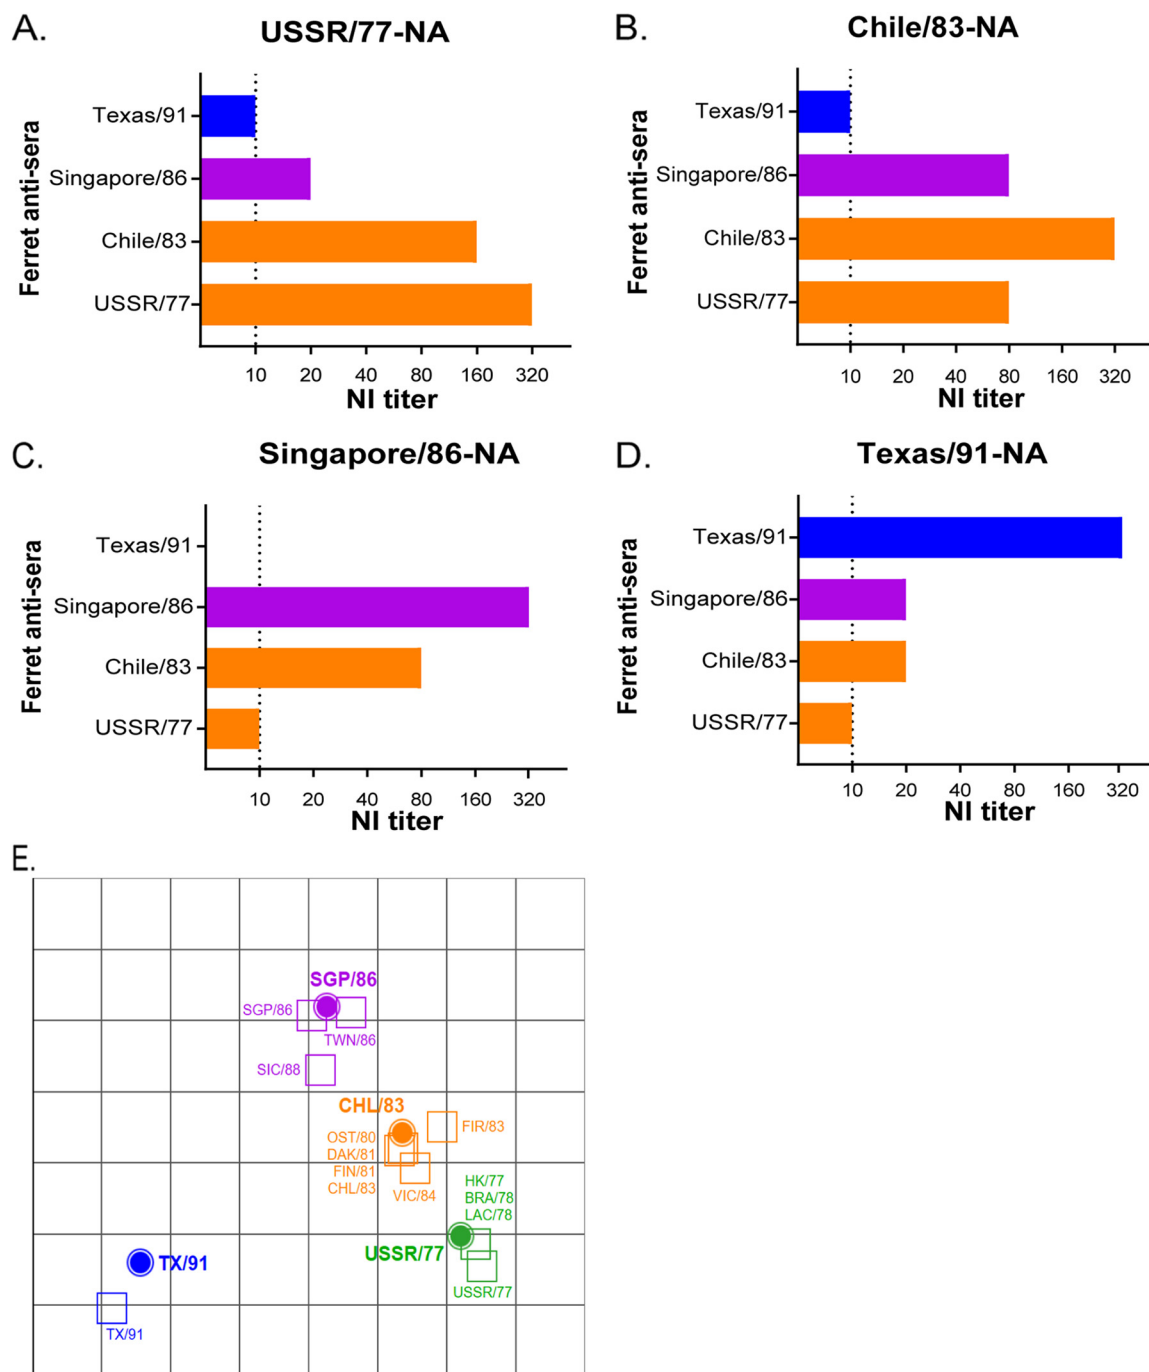 A.
USSR/77-NA
Ferret anti-sera
Texas/91
Singapore/86
Chile/83
USSR/77
10 20 40 80 160 320
NI titer
B.
Chile/83-NA
Ferret anti-sera
Texas/91
Singapore/86
Chile/83
USSR/77
10 20 40 80 160 320
NI titer
C.
Singapore/86-NA
Ferret anti-sera
Texas/91
Singapore/86
Chile/83
USSR/77
10 20 40 80 160 320
NI titer
D.
Texas/91-NA
Ferret anti-sera
Texas/91
Singapore/86
Chile/83
USSR/77
10 20 40 80 160 320
NI titer
E.
SGP/86
SGP/86
TWN/86
SIC/88
CHL/83
FIR/83
OST/80
DAK/81
FIN/81
CHL/83
VIC/84
HK/77
BRA/78
LAC/78
USSR/77
USSR/77
TX/91
TX/91